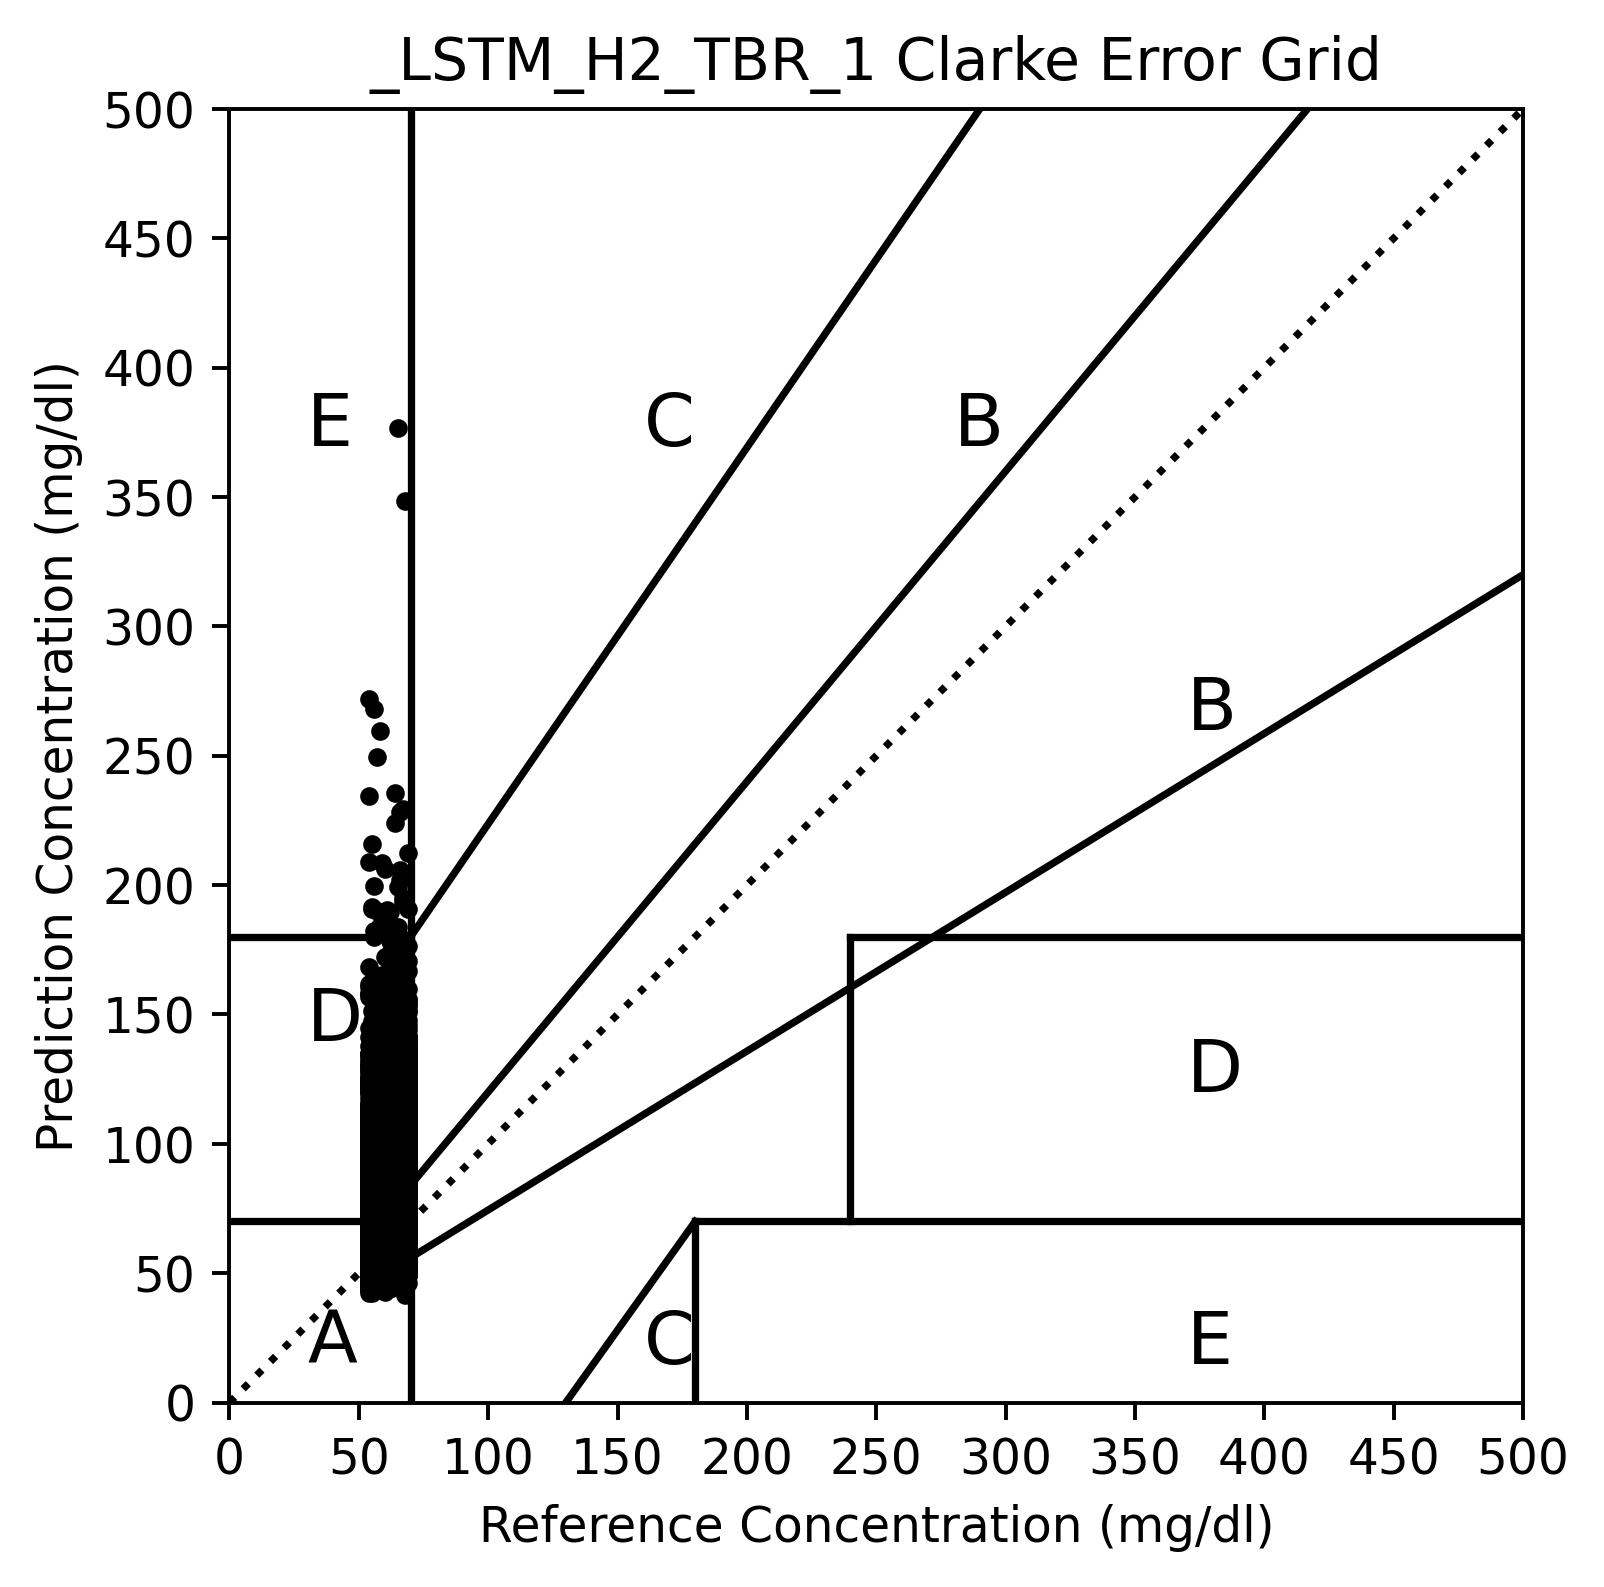 _LSTM_H2_TBR_1 Clarke Error Grid
500
450
400
350
300
250
200
150
100
50
0
Prediction Concentration (mg/dl)
E
C
B
B
D
D
A
C
E
0 50 100 150 200 250 300 350 400 450 500
Reference Concentration (mg/dl)